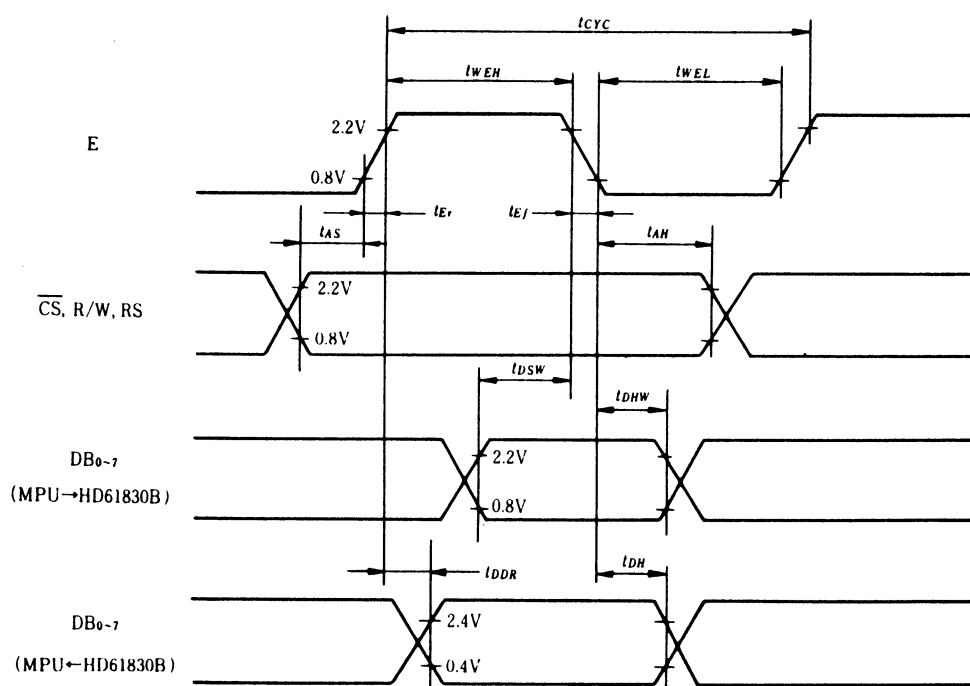 tCYC
tWEH
tWEL
E
2.2V
0.8V
tEr
tEf
tAS
tAH
CS, R/W, RS
2.2V
0.8V
tDSW
tDHW
DB0~7
(MPU→HD61830B)
2.2V
0.8V
tDDR
tDH
DB0~7
(MPU←HD61830B)
2.4V
0.4V